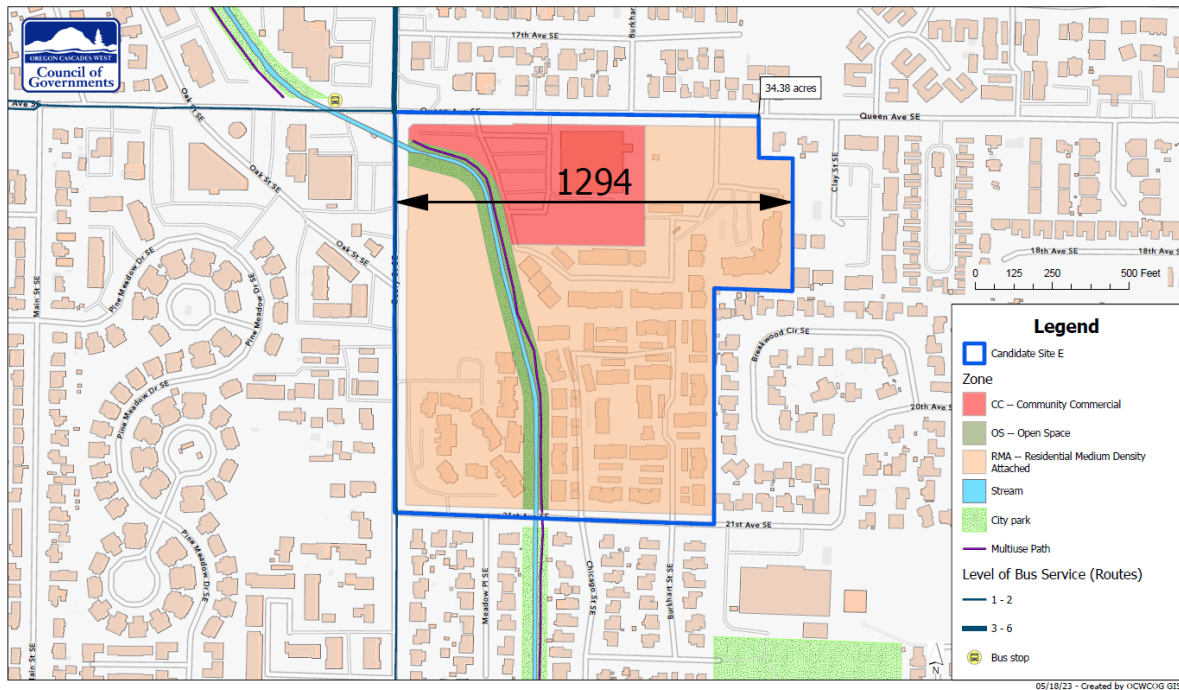 OREGON CASCADES WEST
Council of
Governments
17th Ave SE
Burkhart
34.38 acres
Ave SE
Queen Ave SE
Queen Ave SE
Oak St SE
Oak St SE
Oak St SE
Clay St SE
1294
18th Ave SE
18th Ave SE
0 125 250 500 Feet
Pine Meadow Dr SE
Pine Meadow Dr SE
Main St SE
Breakwood Cir SE
Pine Meadow Dr SE
20th Ave S
21st Ave SE
21st Ave SE
Pine Meadow Dr SE
Meadow Pl SE
Chicago St SE
Burkhart St SE
Main St SE
Legend
Candidate Site E
Zone
CC -- Community Commercial
OS -- Open Space
RMA -- Residential Medium Density
Attached
Stream
City park
Multiuse Path
Level of Bus Service (Routes)
1 - 2
3 - 6
Bus stop
N
05/18/23 - Created by OCWCOG GIS